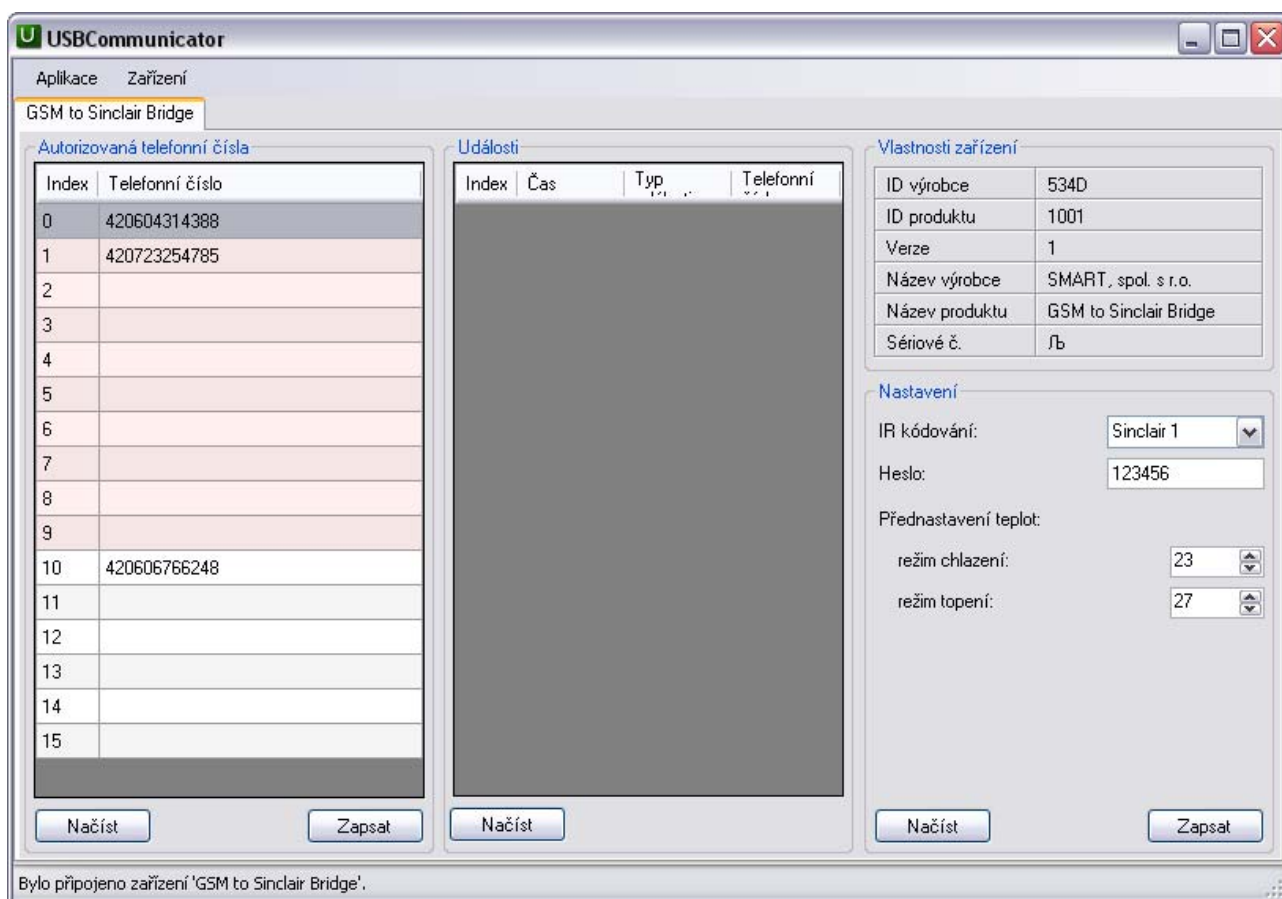 USBCommunicator
Aplikace Zařízení
GSM to Sinclair Bridge
Autorizovaná telefonní čísla
Index Telefonní číslo
0 420604314388
1 420723254785
2
3
4
5
6
7
8
9
10 420606766248
11
12
13
14
15
Načíst Zapsat
Události
Index Čas Typ Telefonní
Načíst
Vlastnosti zařízení
ID výrobce 534D
ID produktu 1001
Verze 1
Název výrobce SMART, spol. s r.o.
Název produktu GSM to Sinclair Bridge
Sériové č. Љ
Nastavení
IR kódování: Sinclair 1
Heslo: 123456
Přednastavení teplot:
režim chlazení: 23
režim topení: 27
Načíst Zapsat
Bylo připojeno zařízení 'GSM to Sinclair Bridge'.